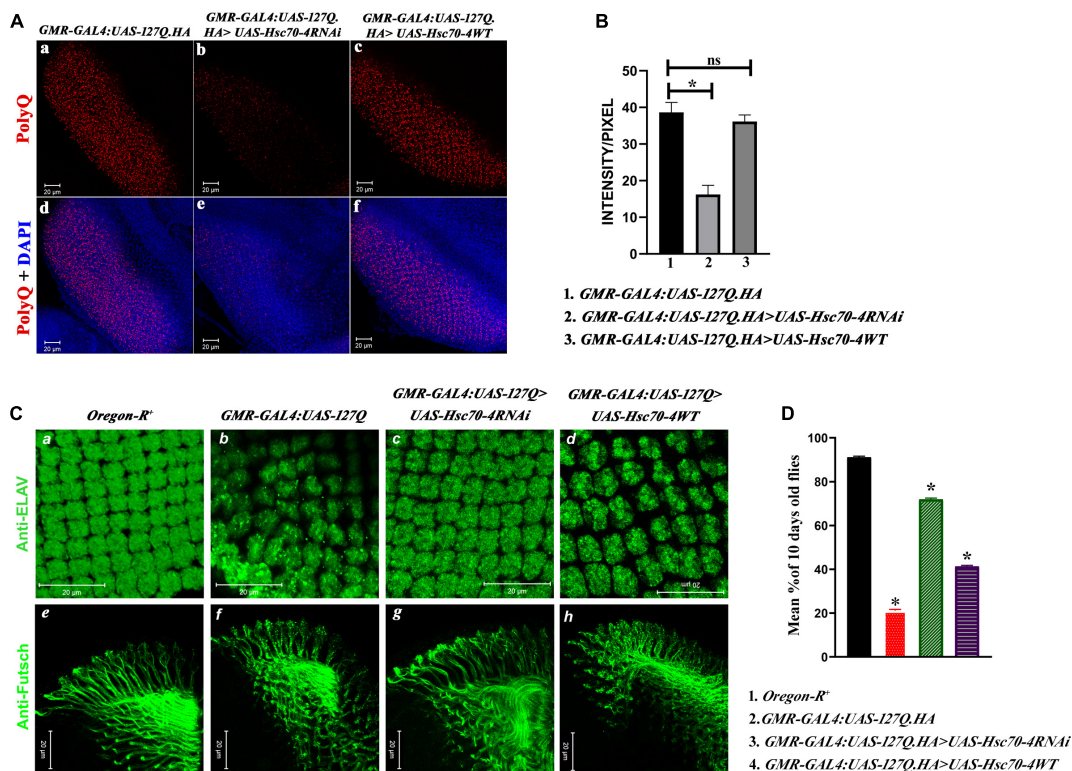 A
GMR-GAL4:UAS-127Q.HA
GMR-GAL4:UAS-127Q.
HA> UAS-Hsc70-4RNAi
GMR-GAL4:UAS-127Q.
HA> UAS-Hsc70-4WT
PolyQ
a
20 µm
b
20 µm
c
20 µm
PolyQ + DAPI
d
20 µm
e
20 µm
f
20 µm
B
INTENSITY/PIXEL
50
40
30
20
10
0
ns
*
1
2
3
1. GMR-GAL4:UAS-127Q.HA
2. GMR-GAL4:UAS-127Q.HA>UAS-Hsc70-4RNAi
3. GMR-GAL4:UAS-127Q.HA>UAS-Hsc70-4WT
C
Oregon-R+
GMR-GAL4:UAS-127Q
GMR-GAL4:UAS-127Q>
UAS-Hsc70-4RNAi
GMR-GAL4:UAS-127Q>
UAS-Hsc70-4WT
Anti-ELAV
a
20 µm
b
20 µm
c
20 µm
d
20 µm
Anti-Futsch
e
20 µm
f
20 µm
g
20 µm
h
20 µm
D
Mean %of 10 days old flies
100
80
60
40
20
0
*
*
*
1. Oregon-R+
2.GMR-GAL4:UAS-127Q.HA
3. GMR-GAL4:UAS-127Q.HA>UAS-Hsc70-4RNAi
4. GMR-GAL4:UAS-127Q.HA>UAS-Hsc70-4WT